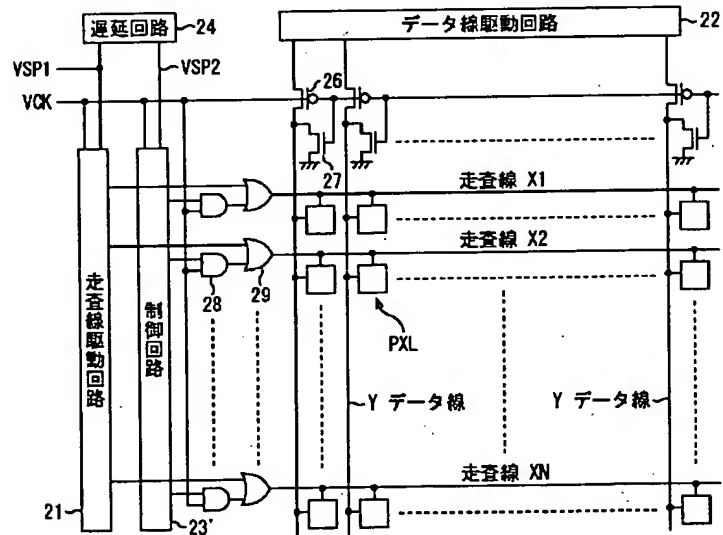 遅延回路
24
データ線駆動回路
22
VSP1
VSP2
VCK
26
27
走査線 X1
走査線 X2
28
29
PXL
走査線駆動回路
制御回路
Y データ線
Y データ線
走査線 XN
21
23'